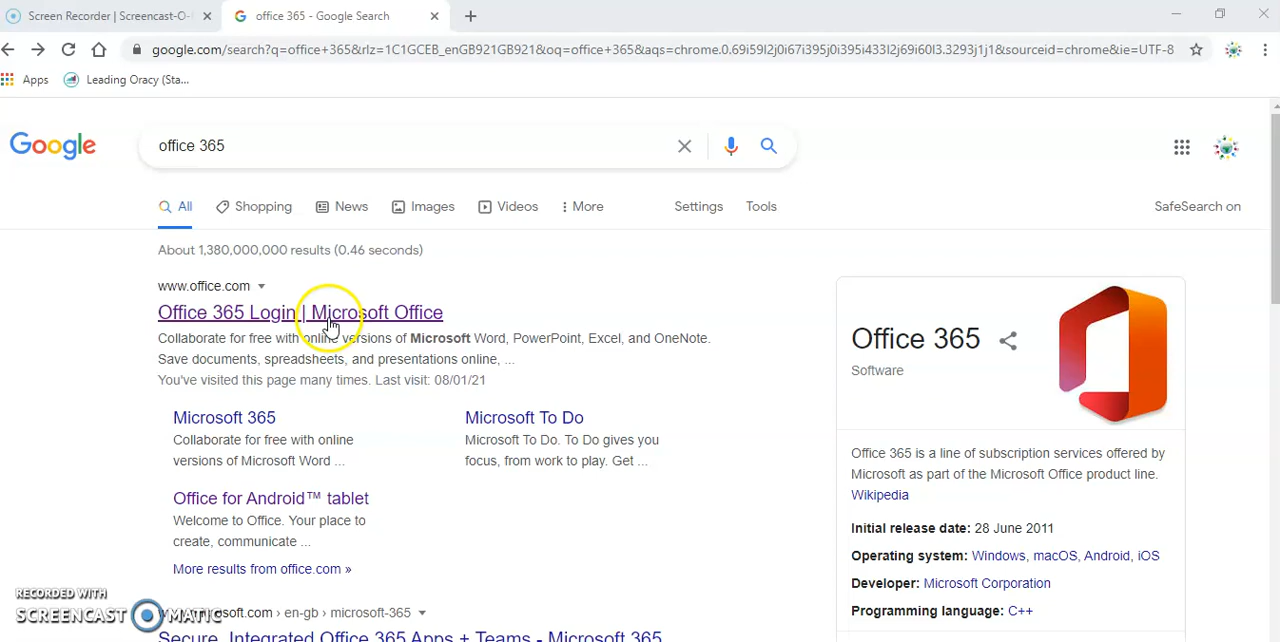 Screen Recorder | Screencast-O-
office 365 - Google Search
google.com/search?q=office+365&rlz=1C1GCEB_enGB921GB921&oq=office+365&aqs=chrome.0.69i59l2j0i67i395j0i395i433l2j69i60l3.3293j1j1&sourceid=chrome&ie=UTF-8
Apps
Leading Oracy (Sta...
Google
office 365
All
Shopping
News
Images
Videos
More
Settings
Tools
SafeSearch on
About 1,380,000,000 results (0.46 seconds)
www.office.com
Office 365 Login | Microsoft Office
Collaborate for free with online versions of Microsoft Word, PowerPoint, Excel, and OneNote.
Save documents, spreadsheets, and presentations online, ...
You've visited this page many times. Last visit: 08/01/21
Microsoft 365
Collaborate for free with online
versions of Microsoft Word ...
Microsoft To Do
Microsoft To Do. To Do gives you
focus, from work to play. Get ...
Office for Android™ tablet
Welcome to Office. Your place to
create, communicate ...
More results from office.com »
.microsoft.com › en-gb › microsoft-365
Secure, Integrated Office 365 Apps + Teams - Microsoft 365
Office 365
Software
Office 365 is a line of subscription services offered by
Microsoft as part of the Microsoft Office product line.
Wikipedia
Initial release date: 28 June 2011
Operating system: Windows, macOS, Android, iOS
Developer: Microsoft Corporation
Programming language: C++
RECORDED WITH
SCREENCAST MATIC